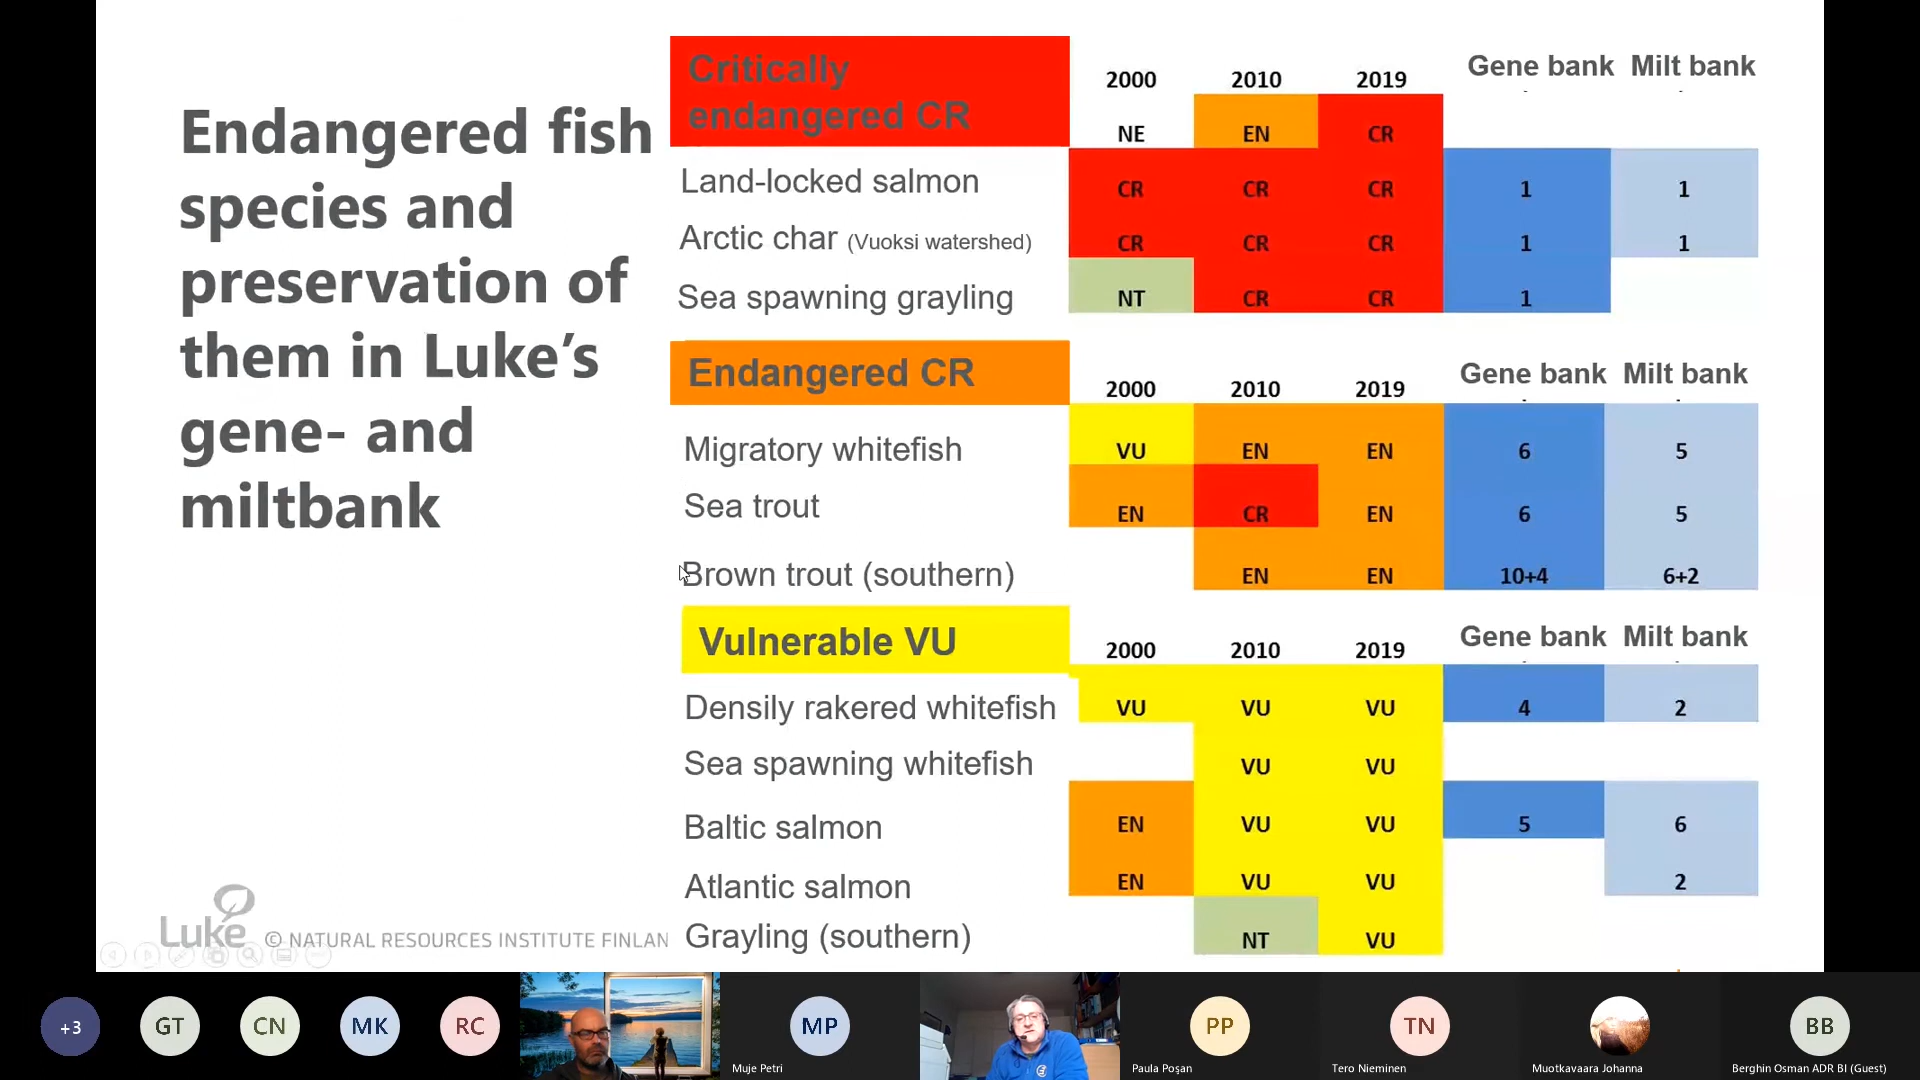 Endangered fish
species and
preservation of
them in Luke's
gene- and
miltbank
Critically
endangered CR
2000 2010 2019 Gene bank Milt bank
NE EN CR
Land-locked salmon CR CR CR 1 1
Arctic char (Vuoksi watershed) CR CR CR 1 1
Sea spawning grayling NT CR CR 1
Endangered CR 2000 2010 2019 Gene bank Milt bank
Migratory whitefish VU EN EN 6 5
Sea trout EN CR EN 6 5
Brown trout (southern) EN EN 10+4 6+2
Vulnerable VU 2000 2010 2019 Gene bank Milt bank
Densily rakered whitefish VU VU VU 4 2
Sea spawning whitefish VU VU
Baltic salmon EN VU VU 5 6
Atlantic salmon EN VU VU 2
Grayling (southern) NT VU
Luke © NATURAL RESOURCES INSTITUTE FINLAN
+3 GT CN MK RC MP PP TN BB
Muje Petri Paula Poşan Tero Nieminen Muotkavaara Johanna Berghin Osman ADR BI (Guest)